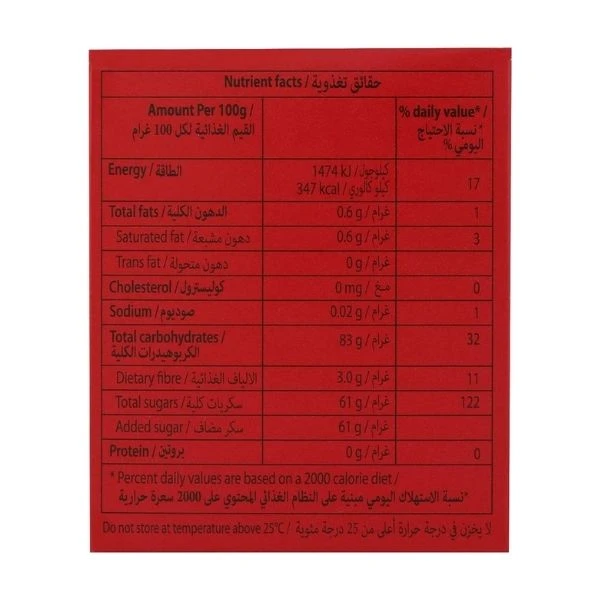 Nutrient facts / حقائق تغذوية
Amount Per 100g /
القيم الغذائية لكل 100 غرام
% daily value* /
نسبة الاحتياج*
اليومي %
Energy / الطاقة
1474 kJ / كيلوجول
347 kcal / كيلو كالوري
17
Total fats / الدهون الكلية
0.6 g / غرام
1
Saturated fat / دهون مشبعة
0.6 g / غرام
3
Trans fat / دهون متحولة
0 g / غرام
Cholesterol / كوليسترول
0 mg / مـغ
0
Sodium / صوديوم
0.02 g / غرام
1
Total carbohydrates /
الكربوهيدرات الكلية
83 g / غرام
32
Dietary fibre / الالياف الغذائية
3.0 g / غرام
11
Total sugars / سكريات كلية
61 g / غرام
122
Added sugar / سكر مضاف
61 g / غرام
Protein / بروتين
0 g / غرام
0
* Percent daily values are based on a 2000 calorie diet /
*نسبة الاستهلاك اليومي مبنية على النظام الغذائي المحتوي على 2000 سعرة حرارية
Do not store at temperature above 25°C / لا يخزن في درجة حرارة أعلى من 25 درجة مئوية